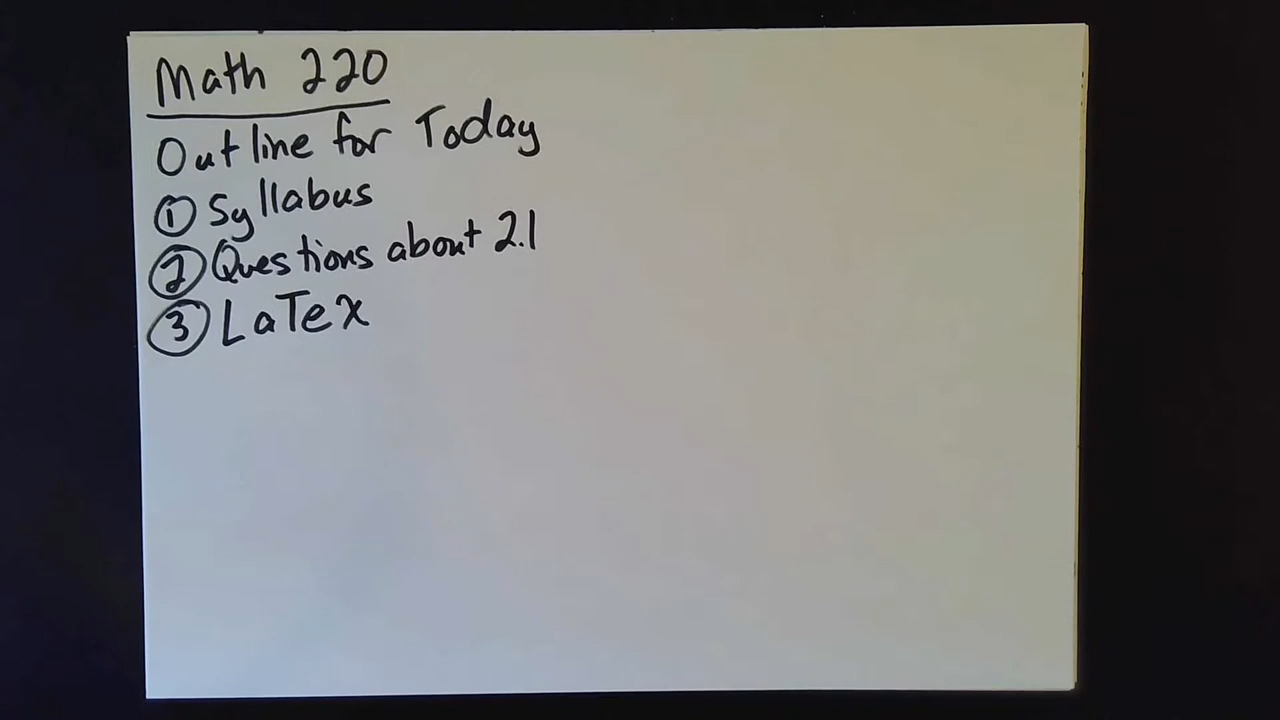 Math 220
Outline for Today
① Syllabus
② Questions about 2.1
③ LaTex